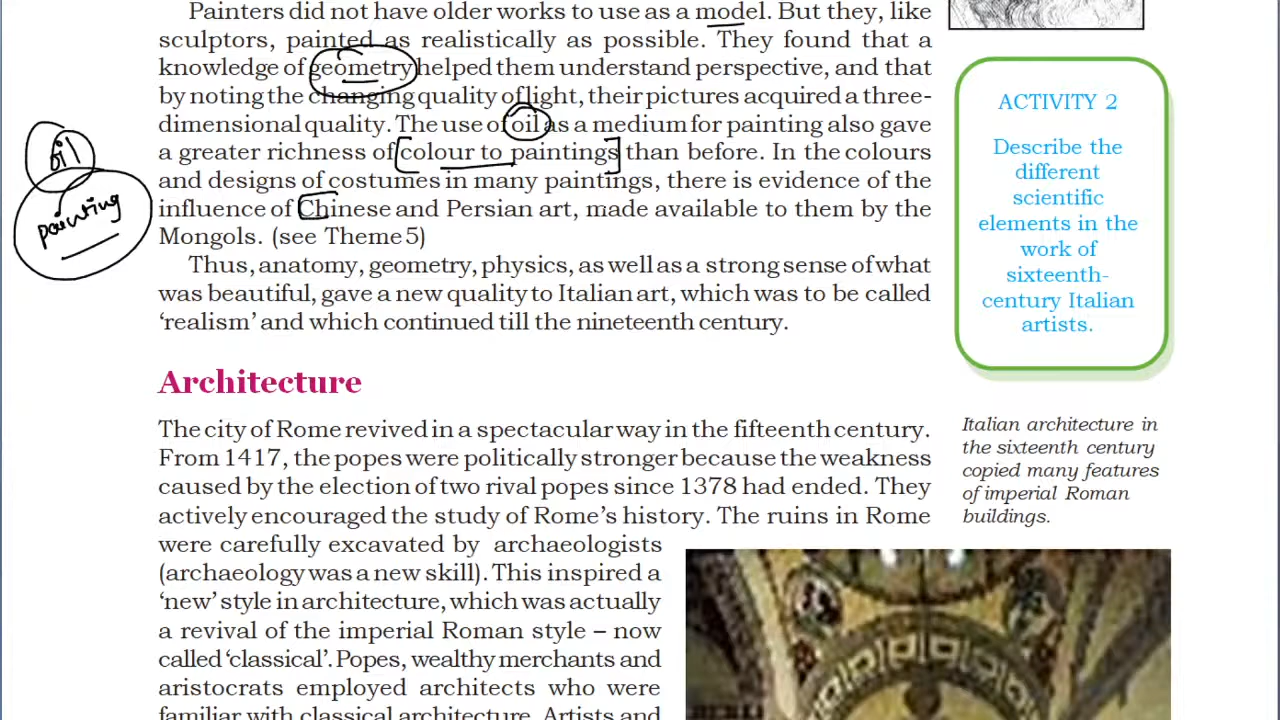 Painters did not have older works to use as a model. But they, like
sculptors, painted as realistically as possible. They found that a
knowledge of geometry helped them understand perspective, and that
by noting the changing quality of light, their pictures acquired a three-
dimensional quality. The use of oil as a medium for painting also gave
a greater richness of colour to paintings than before. In the colours
and designs of costumes in many paintings, there is evidence of the
influence of Chinese and Persian art, made available to them by the
Mongols. (see Theme 5)
Thus, anatomy, geometry, physics, as well as a strong sense of what
was beautiful, gave a new quality to Italian art, which was to be called
‘realism’ and which continued till the nineteenth century.
oil
painting
ACTIVITY 2
Describe the
different
scientific
elements in the
work of
sixteenth-
century Italian
artists.
Architecture
The city of Rome revived in a spectacular way in the fifteenth century.
From 1417, the popes were politically stronger because the weakness
caused by the election of two rival popes since 1378 had ended. They
actively encouraged the study of Rome’s history. The ruins in Rome
were carefully excavated by archaeologists
(archaeology was a new skill). This inspired a
‘new’ style in architecture, which was actually
a revival of the imperial Roman style – now
called ‘classical’. Popes, wealthy merchants and
aristocrats employed architects who were
familiar with classical architecture. Artists and
Italian architecture in
the sixteenth century
copied many features
of imperial Roman
buildings.